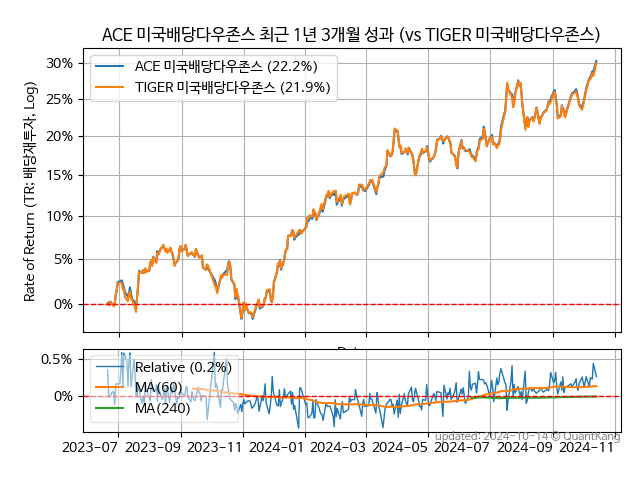 ACE 미국배당다우존스 최근 1년 3개월 성과 (vs TIGER 미국배당다우존스)
ACE 미국배당다우존스 (22.2%)
TIGER 미국배당다우존스 (21.9%)
Rate of Return (TR: 배당재투자, Log)
30%
25%
20%
15%
10%
5%
0%
0.5%
0%
Relative (0.2%)
MA(60)
MA(240)
updated: 2024-10-14 © QuantKang
2023-07 2023-09 2023-11 2024-01 2024-03 2024-05 2024-07 2024-09 2024-11